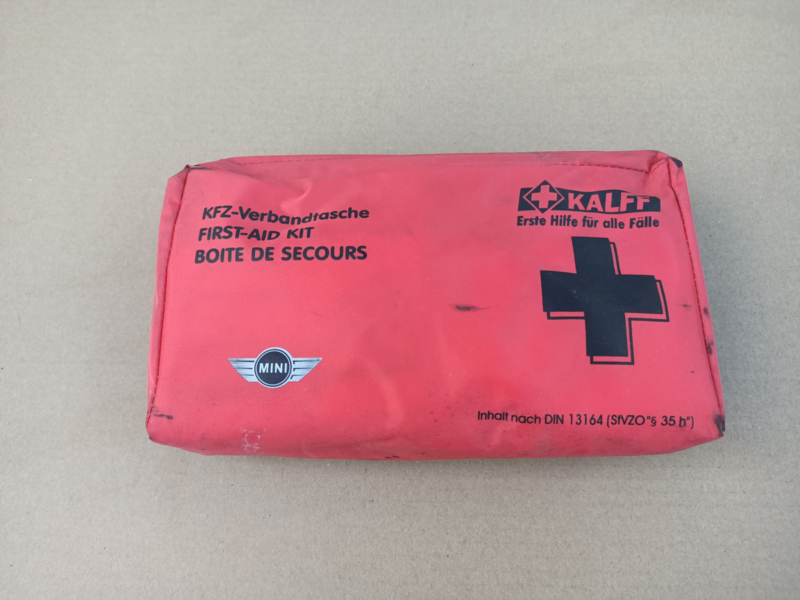 KFZ-Verbandtasche
FIRST-AID KIT
BOITE DE SECOURS
KALFF
Erste Hilfe für alle Fälle
MINI
Inhalt nach DIN 13164 (StVZO "§ 35 h")